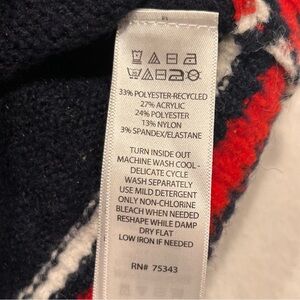 33% POLYESTER-RECYCLED
27% ACRYLIC
24% POLYESTER
13% NYLON
3% SPANDEX/ELASTANE
TURN INSIDE OUT
MACHINE WASH COOL -
DELICATE CYCLE
WASH SEPARATELY
USE MILD DETERGENT
ONLY NON-CHLORINE
BLEACH WHEN NEEDED
RESHAPE WHILE DAMP
DRY FLAT
LOW IRON IF NEEDED
RN# 75343